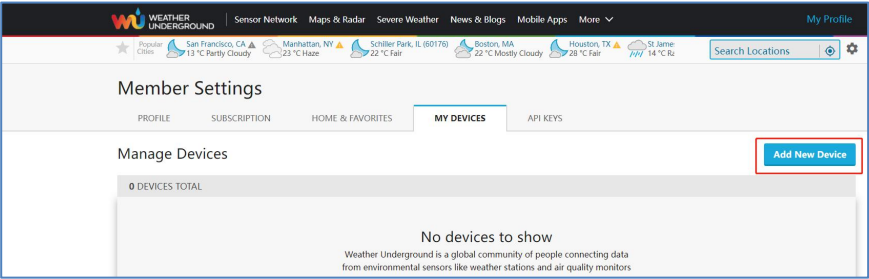 WEATHER UNDERGROUND Sensor Network Maps & Radar Severe Weather News & Blogs Mobile Apps More My Profile
Popular Cities San Francisco, CA Manhattan, NY Schiller Park, IL (60176) Boston, MA Houston, TX St Jame Search Locations
13 °C Partly Cloudy 23 °C Haze 22 °C Fair 22 °C Mostly Cloudy 28 °C Fair 14 °C Ra
Member Settings
PROFILE SUBSCRIPTION HOME & FAVORITES MY DEVICES API KEYS
Manage Devices Add New Device
0 DEVICES TOTAL
No devices to show
Weather Underground is a global community of people connecting data
from environmental sensors like weather stations and air quality monitors